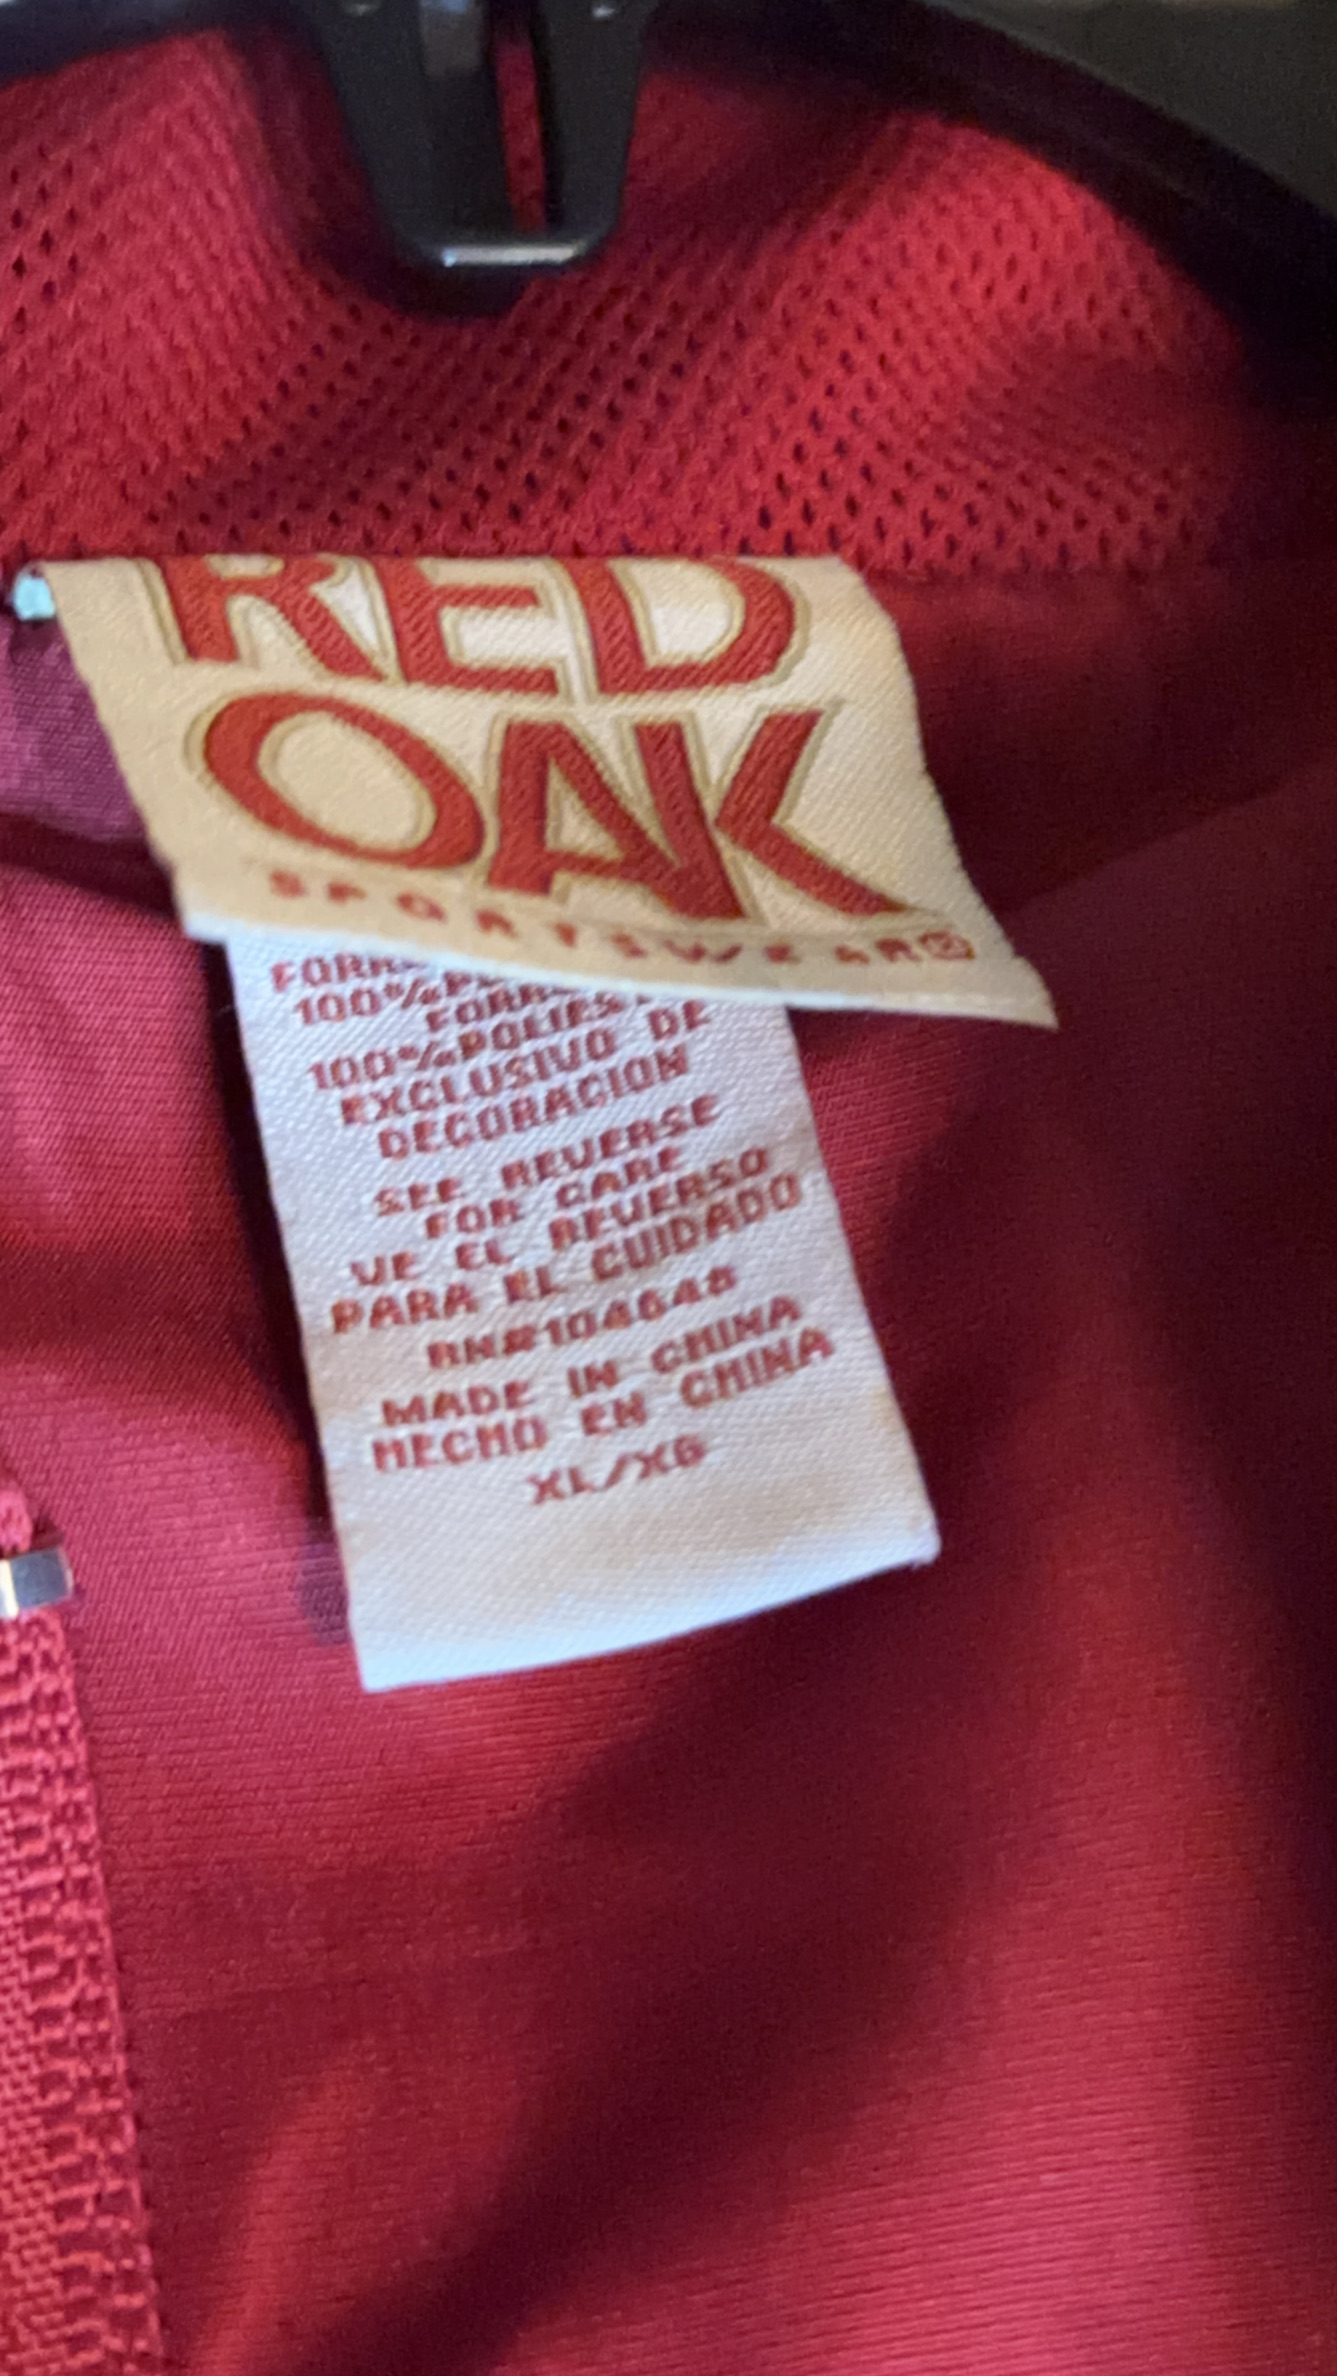 RED
OAK
SPORTSWEAR®
100%
100%POLIES
EXCLUSIVO DE
DECORACION
SEE REVERSE
FOR CARE
VE EL REVERSO
PARA EL CUIDADO
RN#104648
MADE IN CHINA
HECHO EN CHINA
XL/XG